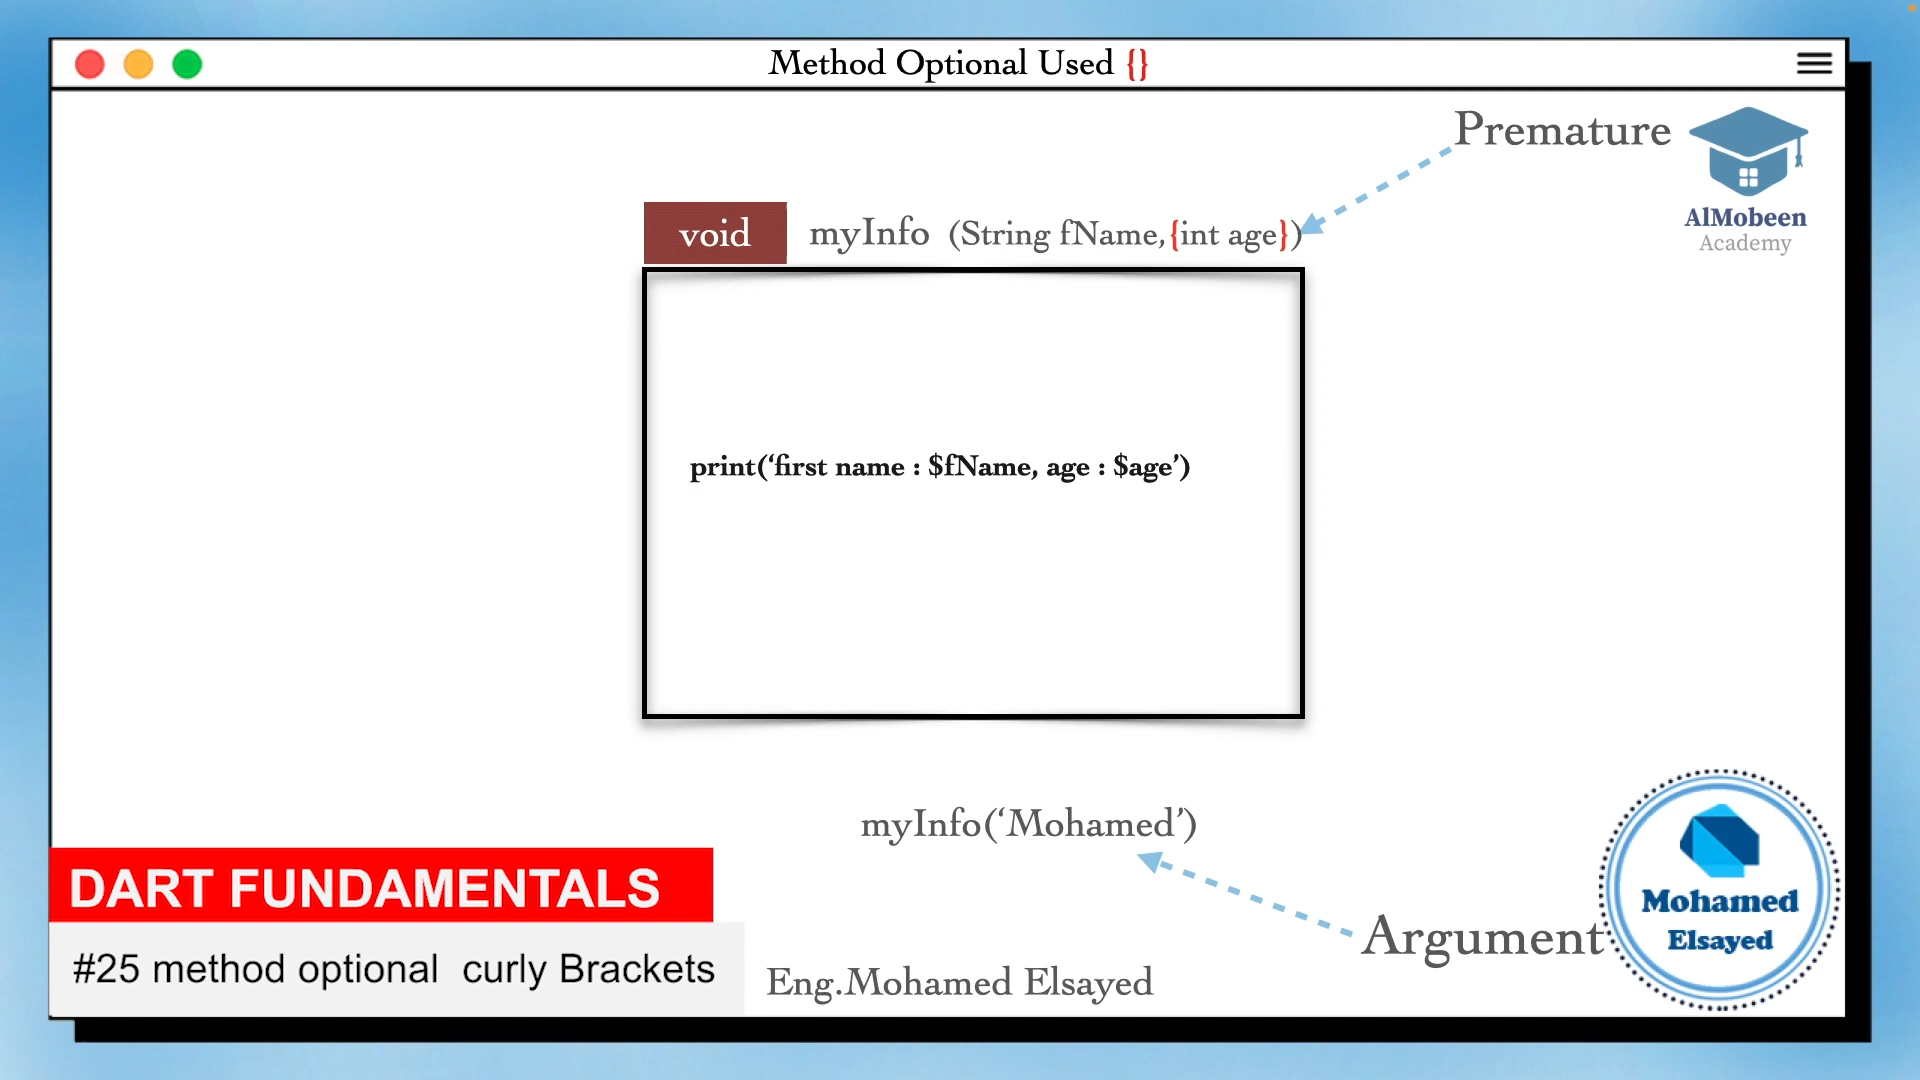 Method Optional Used {}
Premature
AlMobeen
Academy
void myInfo (String fName,{int age})
print(‘first name : $fName, age : $age’)
myInfo(‘Mohamed’)
Argument
DART FUNDAMENTALS
#25 method optional curly Brackets
Eng.Mohamed Elsayed
Mohamed
Elsayed